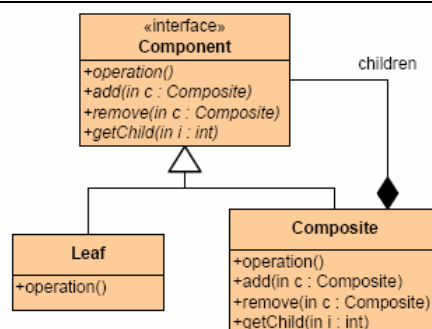 «interface»
Component
+operation()
+add(in c : Composite)
+remove(in c : Composite)
+getChild(in i : int)
children
Leaf
+operation()
Composite
+operation()
+add(in c : Composite)
+remove(in c : Composite)
+getChild(in i : int)